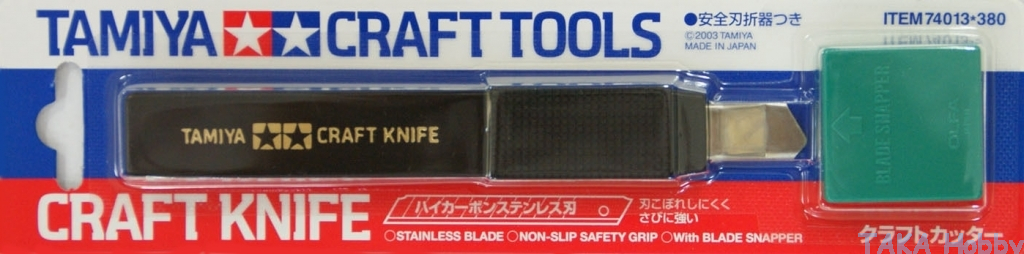 TAMIYA CRAFT TOOLS
●安全刃折器つき
©2003 TAMIYA
MADE IN JAPAN
ITEM 74013★380
TAMIYA CRAFT KNIFE
BLADE SNAPPER
OLFA
CRAFT KNIFE
ハイカーボンステンレス刃
刃こぼれしにくく
さびに強い
○STAINLESS BLADE ○NON-SLIP SAFETY GRIP ○With BLADE SNAPPER
クラフトカッター
TAKA Hobby